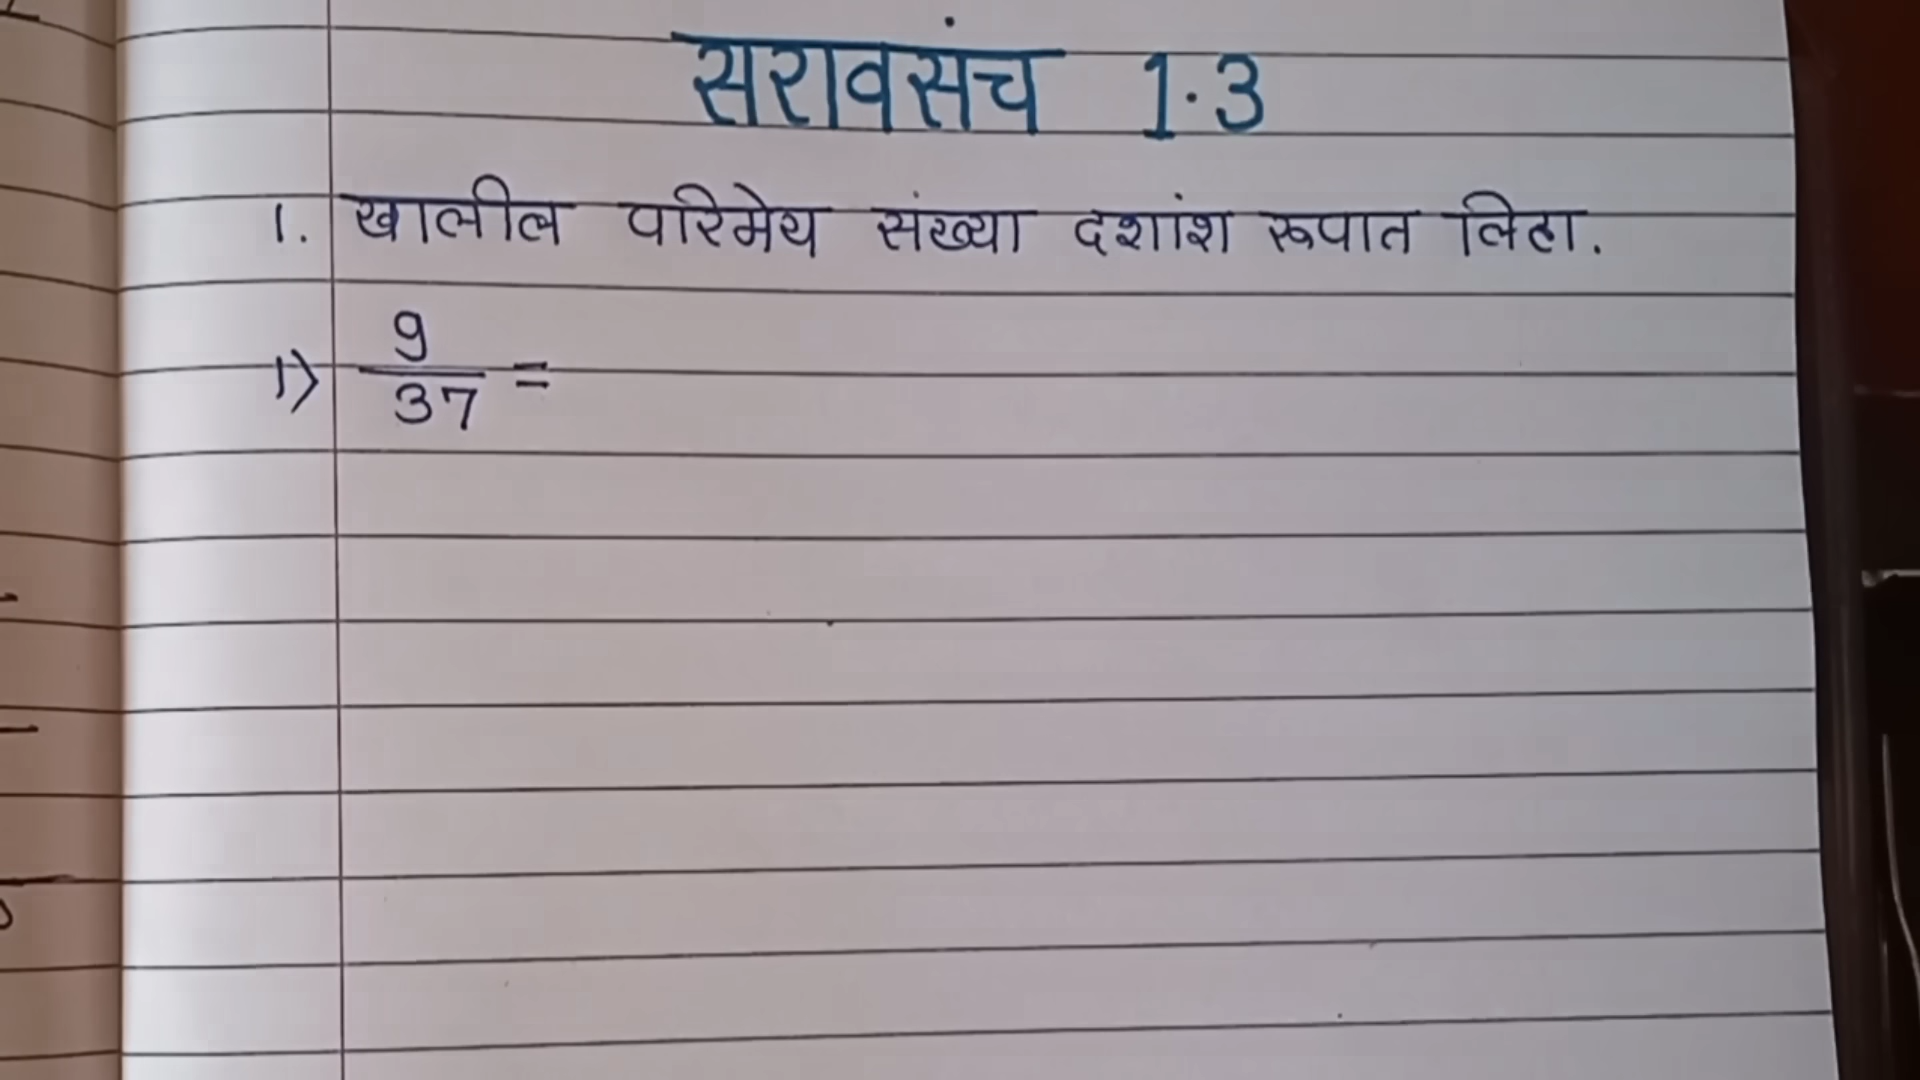 सरावसंच 1.3
1. खालील परिमेय संख्या दशांश रूपात लिहा.
1) 9/37 =